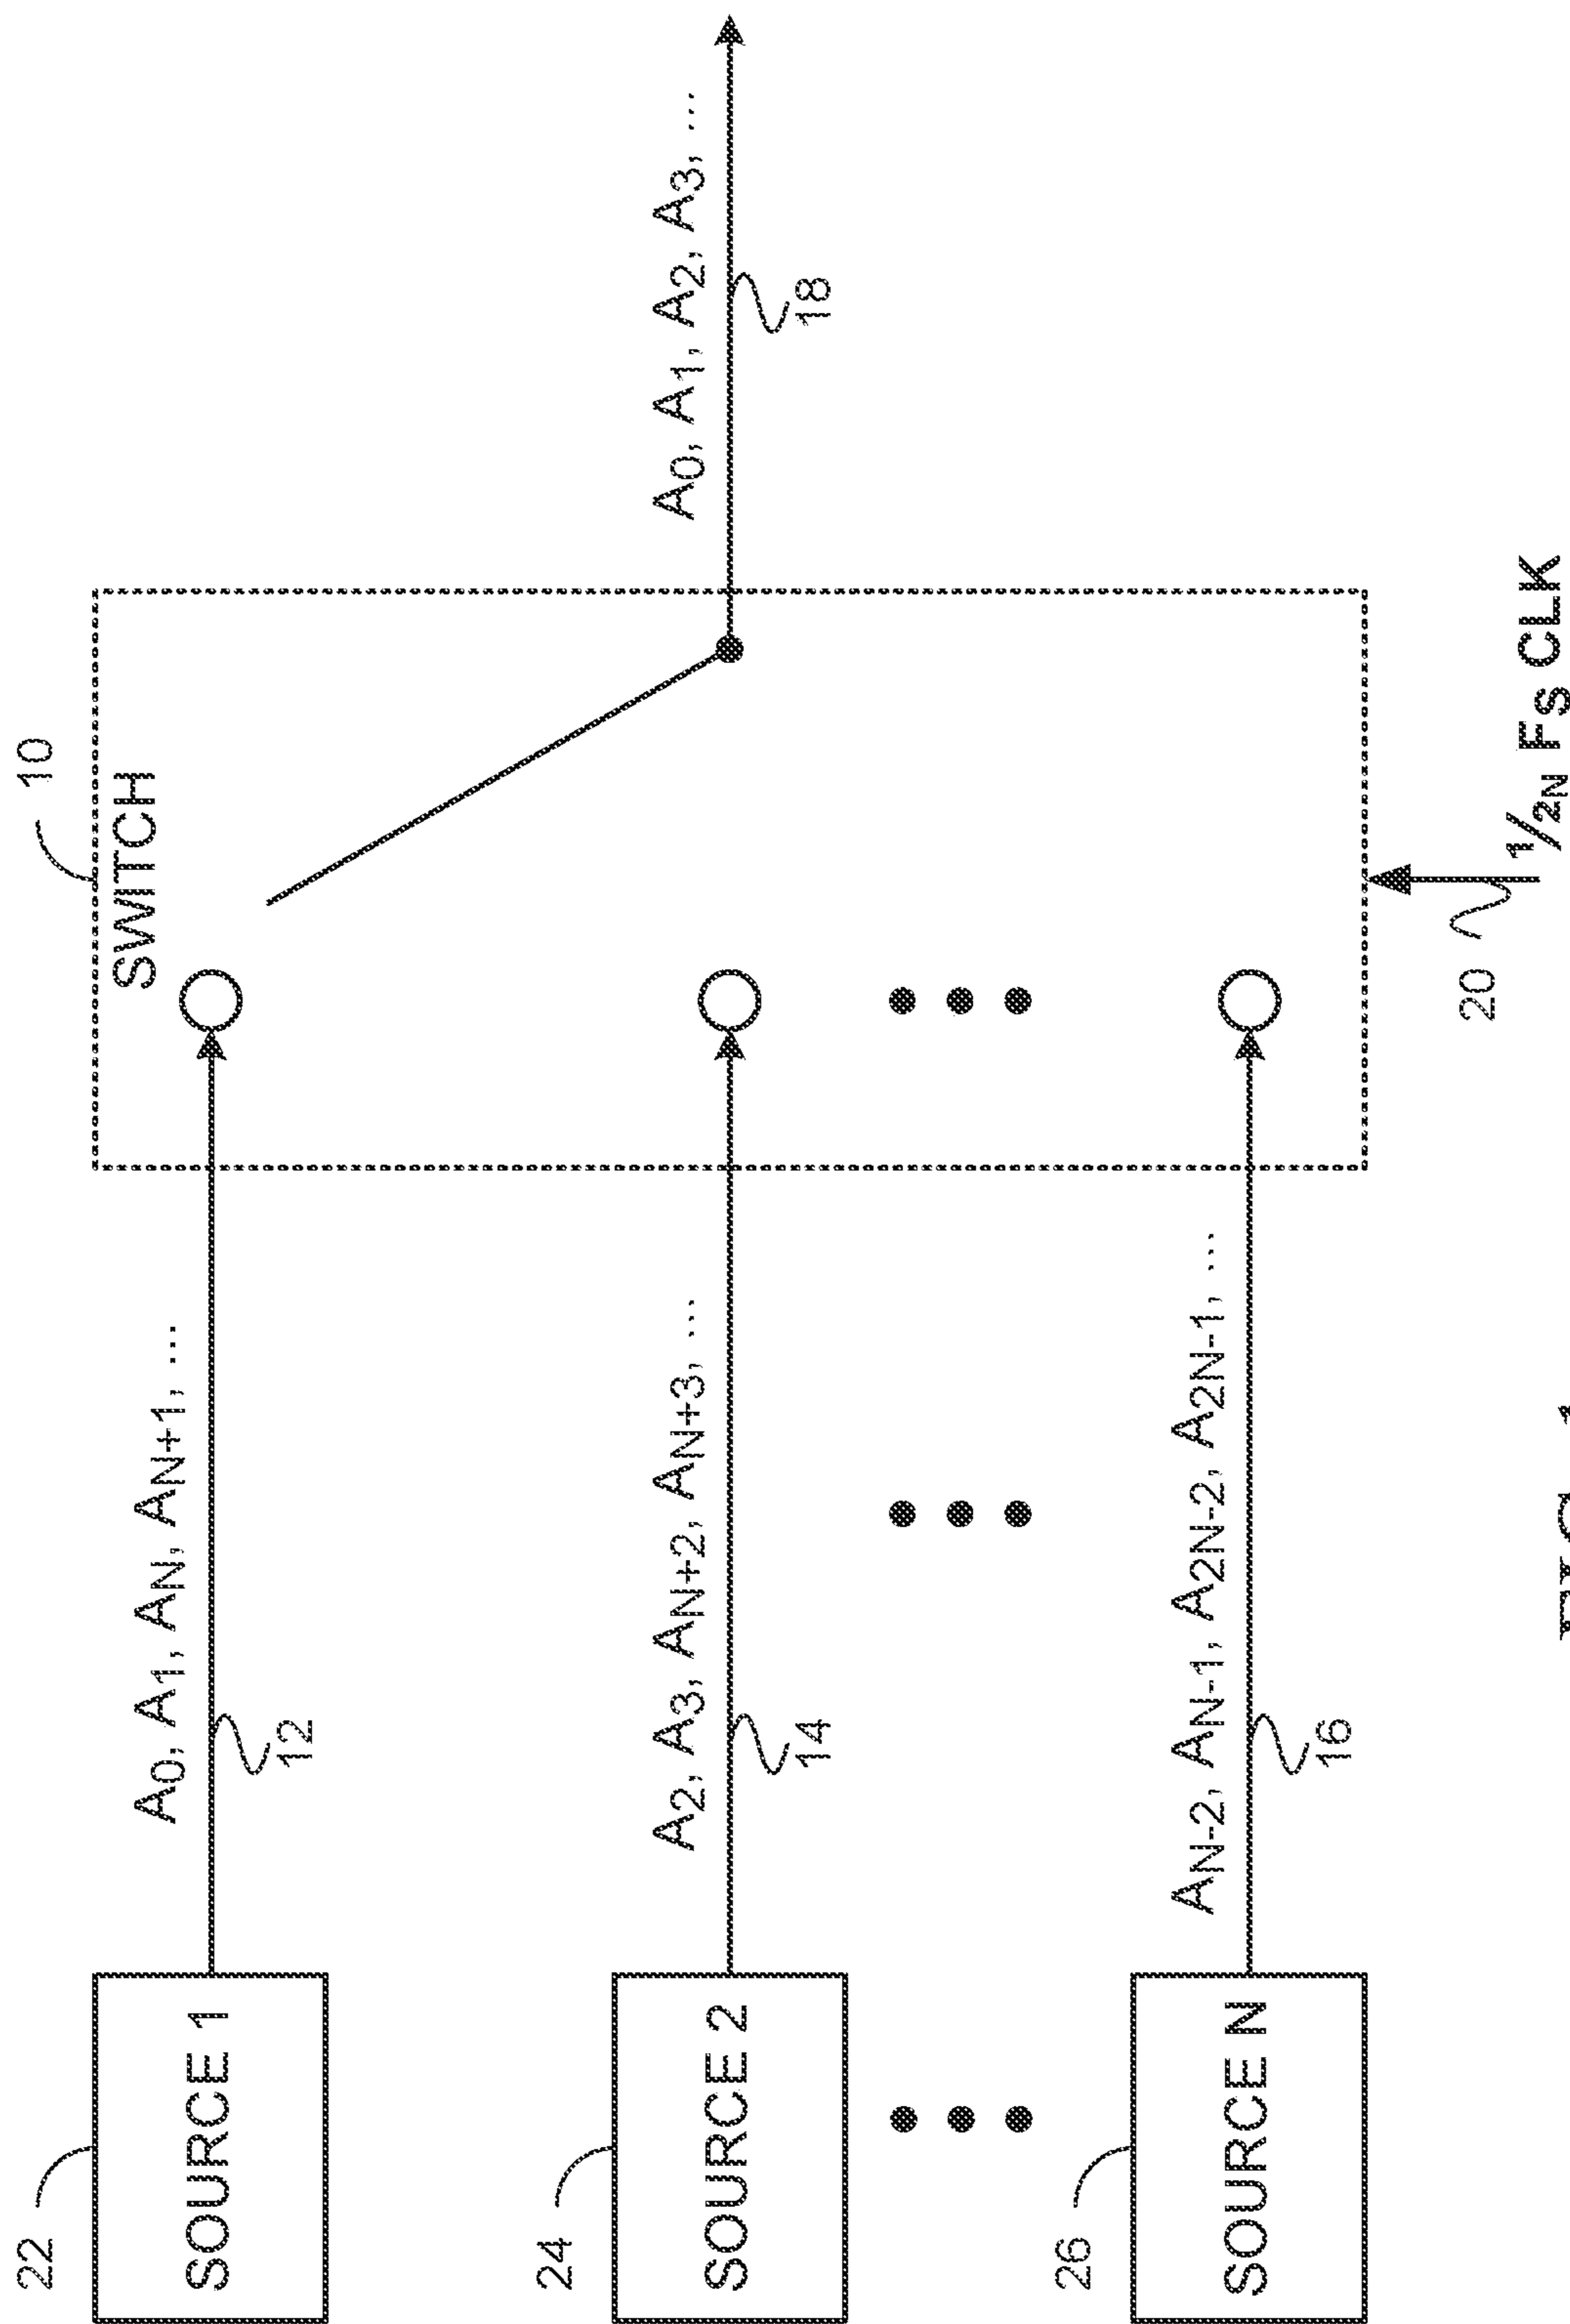 22
SOURCE 1
A0, A1, AN, AN+1, ...
12
10
SWITCH
24
SOURCE 2
A2, A3, AN+2, AN+3, ...
14
A0, A1, A2, A3, ...
18
26
SOURCE N
AN-2, AN-1, A2N-2, A2N-1, ...
16
20
1/2N FS CLK
FIG. 1